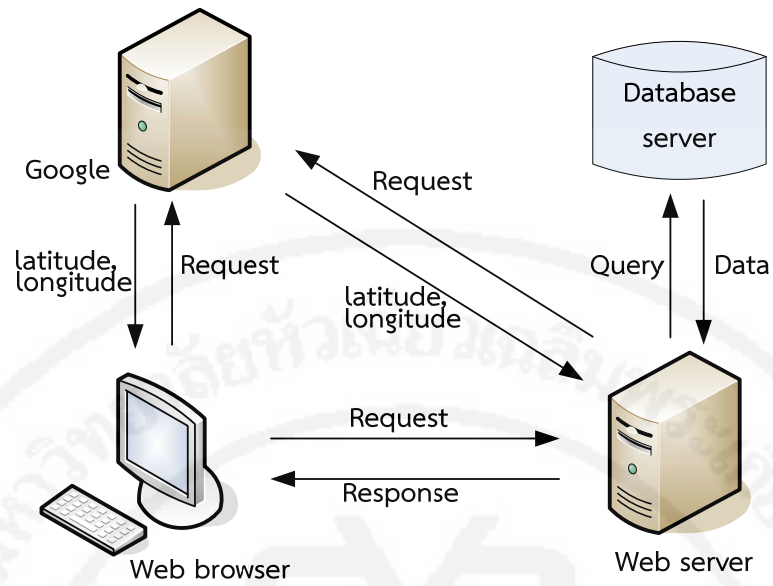 Database
server
Google
Request
latitude,
longitude
Request
Query
Data
latitude,
longitude
Request
Response
Web browser
Web server